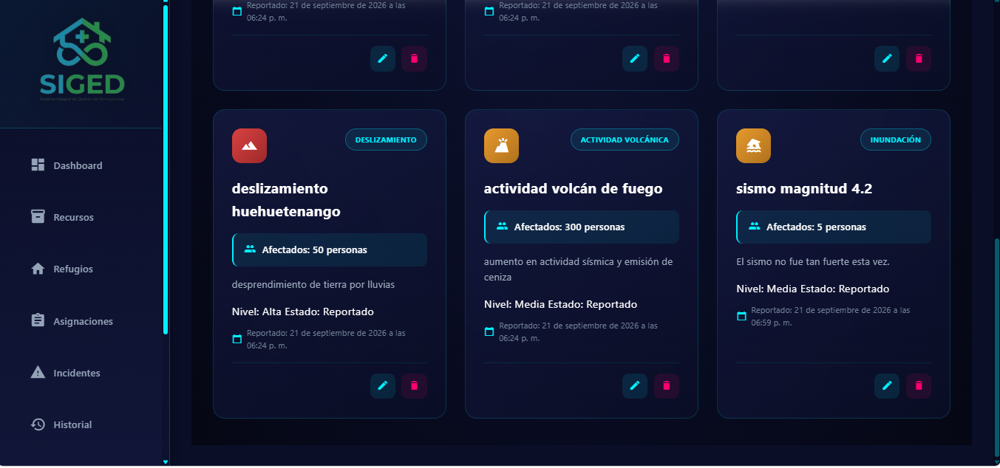 SIGED
Sistema Integral de Gestión de Emergencias
Dashboard
Recursos
Refugios
Asignaciones
Incidentes
Historial
Reportado: 21 de septiembre de 2026 a las
06:24 p. m.
Reportado: 21 de septiembre de 2026 a las
06:24 p. m.
DESLIZAMIENTO
deslizamiento
huehuetenango
Afectados: 50 personas
desprendimiento de tierra por lluvias
Nivel: Alta Estado: Reportado
Reportado: 21 de septiembre de 2026 a las
06:24 p. m.
ACTIVIDAD VOLCÁNICA
actividad volcán de fuego
Afectados: 300 personas
aumento en actividad sísmica y emisión de
ceniza
Nivel: Media Estado: Reportado
Reportado: 21 de septiembre de 2026 a las
06:24 p. m.
INUNDACIÓN
sismo magnitud 4.2
Afectados: 5 personas
El sismo no fue tan fuerte esta vez.
Nivel: Media Estado: Reportado
Reportado: 21 de septiembre de 2026 a las
06:59 p. m.